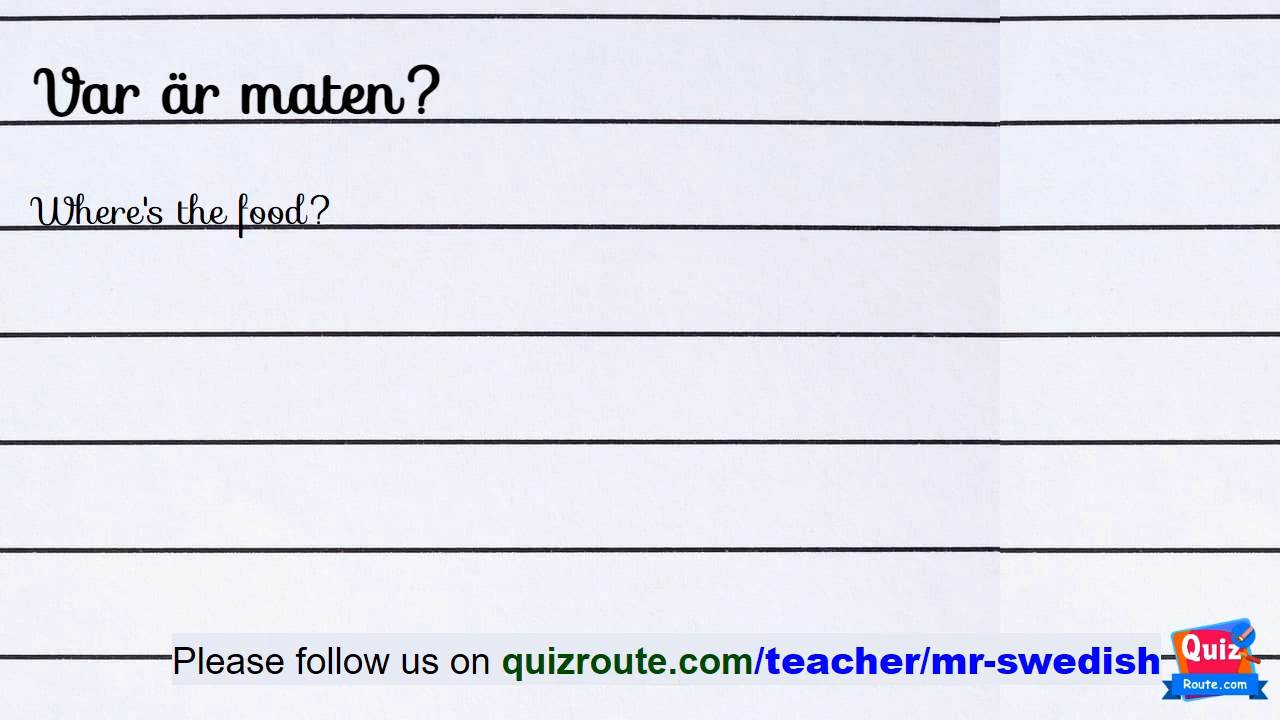 Var är maten?
Where's the food?
Please follow us on quizroute.com/teacher/mr-swedish
Quiz
Route.com